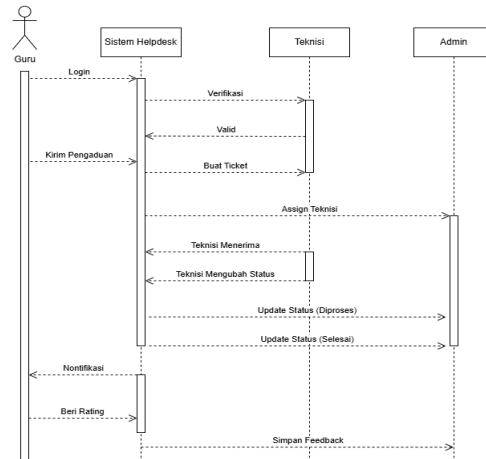 Guru
Sistem Helpdesk
Teknisi
Admin
Login
Verifikasi
Valid
Kirim Pengaduan
Buat Ticket
Assign Teknisi
Teknisi Menerima
Teknisi Mengubah Status
Update Status (Diproses)
Update Status (Selesai)
Nontifikasi
Beri Rating
Simpan Feedback